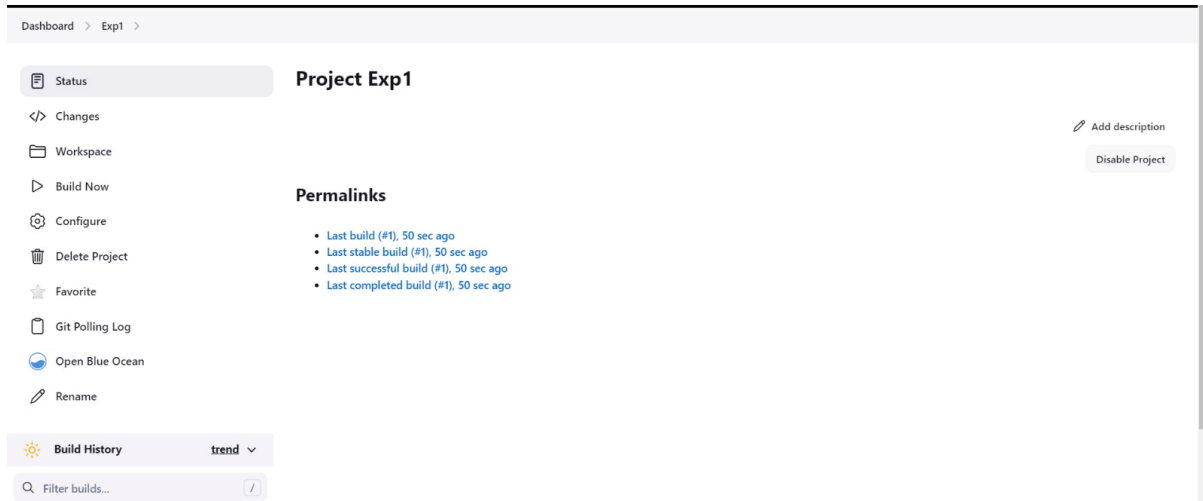 Dashboard > Exp1 >
Status
Changes
Workspace
Build Now
Configure
Delete Project
Favorite
Git Polling Log
Open Blue Ocean
Rename
Build History trend
Filter builds... /
Project Exp1
Add description
Disable Project
Permalinks
• Last build (#1), 50 sec ago
• Last stable build (#1), 50 sec ago
• Last successful build (#1), 50 sec ago
• Last completed build (#1), 50 sec ago